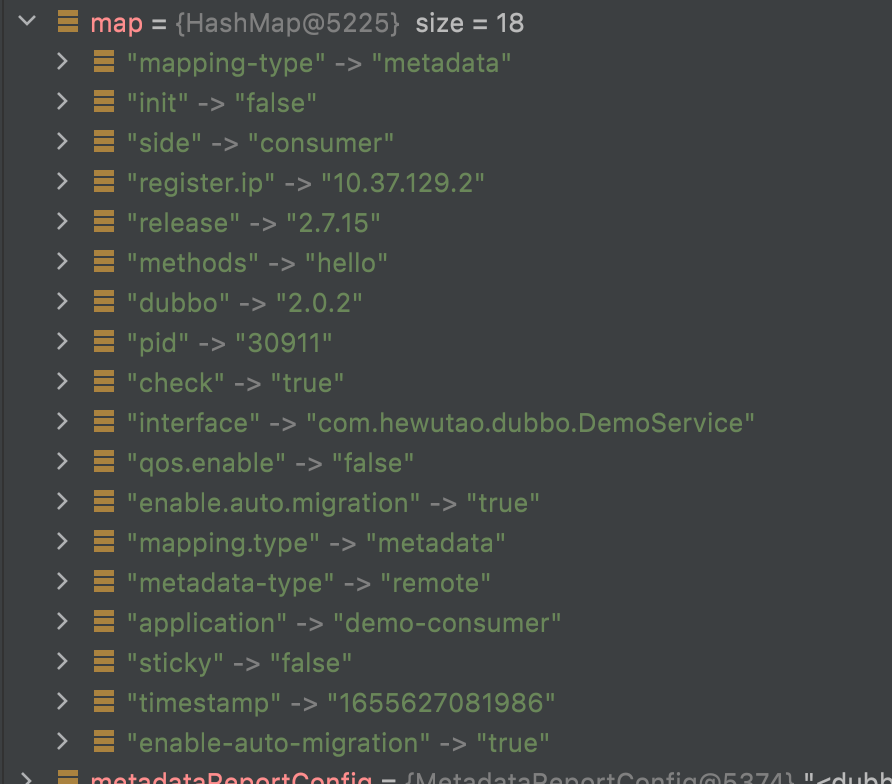 map = {HashMap@5225} size = 18
"mapping-type" -> "metadata"
"init" -> "false"
"side" -> "consumer"
"register.ip" -> "10.37.129.2"
"release" -> "2.7.15"
"methods" -> "hello"
"dubbo" -> "2.0.2"
"pid" -> "30911"
"check" -> "true"
"interface" -> "com.hewutao.dubbo.DemoService"
"qos.enable" -> "false"
"enable.auto.migration" -> "true"
"mapping.type" -> "metadata"
"metadata-type" -> "remote"
"application" -> "demo-consumer"
"sticky" -> "false"
"timestamp" -> "1655627081986"
"enable-auto-migration" -> "true"
metadataReportConfig = {MetadataReportConfig@5374} "<dubb